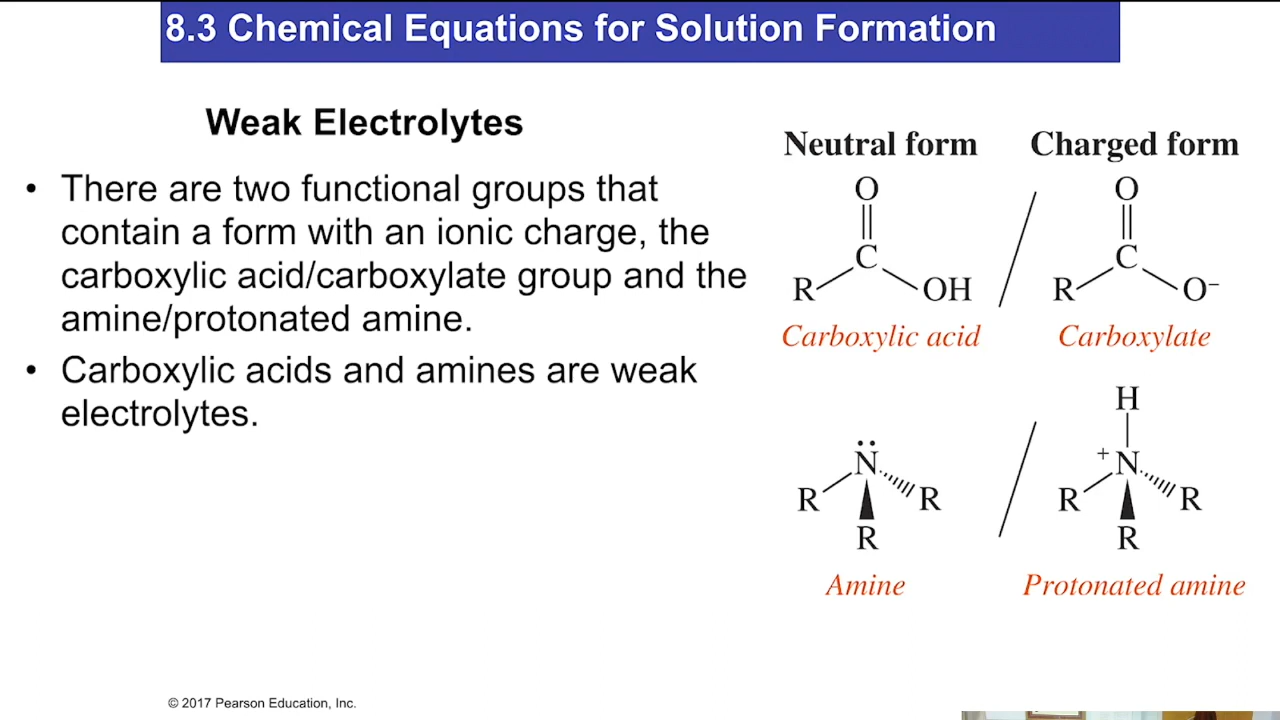 8.3 Chemical Equations for Solution Formation
Weak Electrolytes
• There are two functional groups that
contain a form with an ionic charge, the
carboxylic acid/carboxylate group and the
amine/protonated amine.
• Carboxylic acids and amines are weak
electrolytes.
Neutral form
Charged form
O
C
R
OH
Carboxylic acid
O
C
R
O⁻
Carboxylate
N
R
R
R
Amine
H
+
N
R
R
R
Protonated amine
© 2017 Pearson Education, Inc.